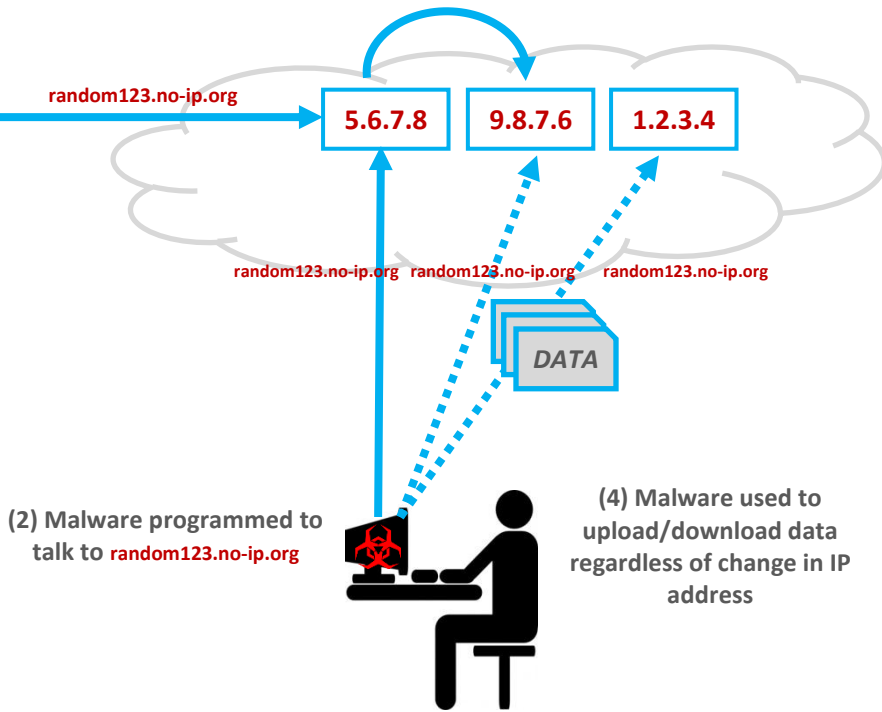 random123.no-ip.org
5.6.7.8
9.8.7.6
1.2.3.4
random123.no-ip.org
random123.no-ip.org
random123.no-ip.org
DATA
(2) Malware programmed to
talk to random123.no-ip.org
(4) Malware used to
upload/download data
regardless of change in IP
address